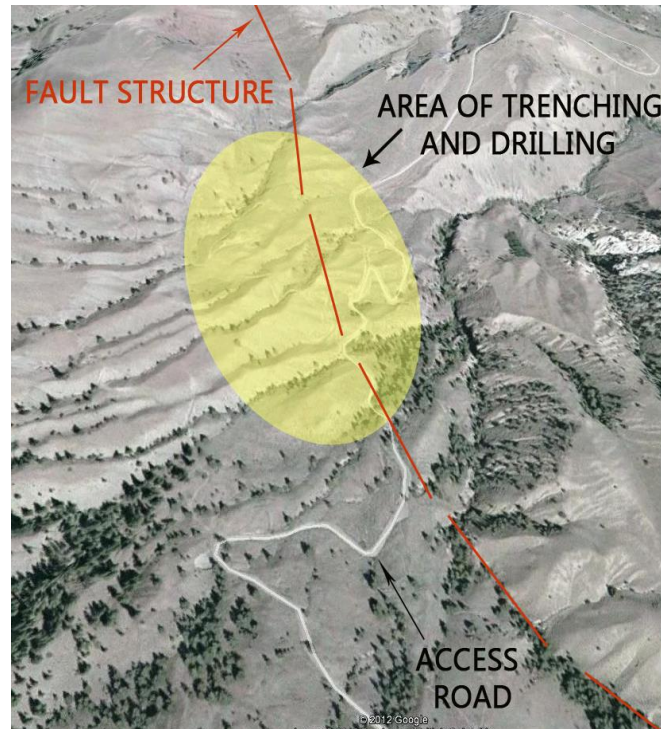 FAULT STRUCTURE
AREA OF TRENCHING
AND DRILLING
ACCESS
ROAD
© 2012 Google